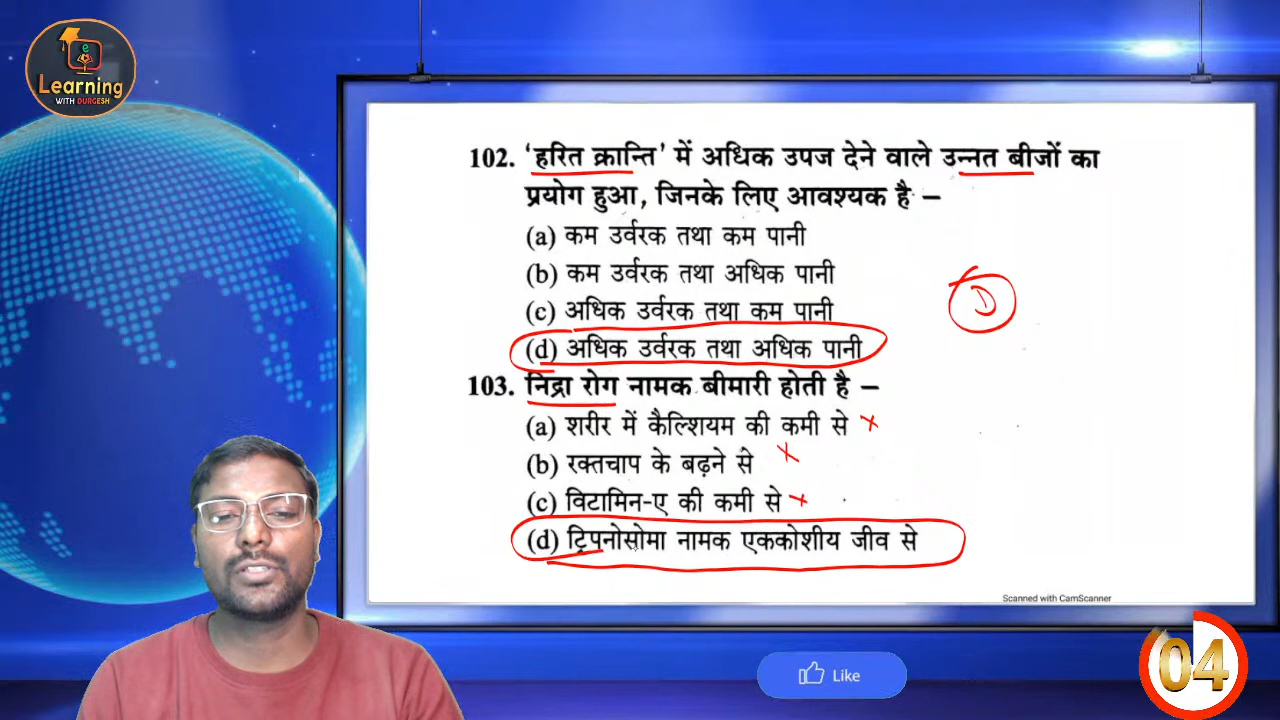 e
Learning
WITH DURGESH
102. ‘हरित क्रान्ति’ में अधिक उपज देने वाले उन्नत बीजों का
प्रयोग हुआ, जिनके लिए आवश्यक है –
(a) कम उर्वरक तथा कम पानी
(b) कम उर्वरक तथा अधिक पानी
(c) अधिक उर्वरक तथा कम पानी
(d) अधिक उर्वरक तथा अधिक पानी
D
103. निद्रा रोग नामक बीमारी होती है –
(a) शरीर में कैल्शियम की कमी से
(b) रक्तचाप के बढ़ने से
(c) विटामिन-ए की कमी से
(d) ट्रिपनोसोमा नामक एककोशीय जीव से
Scanned with CamScanner
Like
04